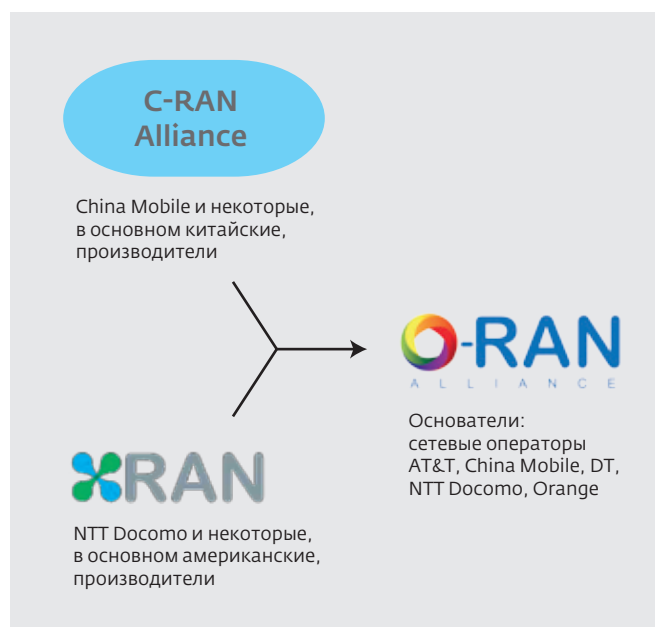 C-RAN
Alliance
China Mobile и некоторые,
в основном китайские,
производители
O-RAN
ALLIANCE
Основатели:
сетевые операторы
AT&T, China Mobile, DT,
NTT Docomo, Orange
XRAN
NTT Docomo и некоторые,
в основном американские,
производители